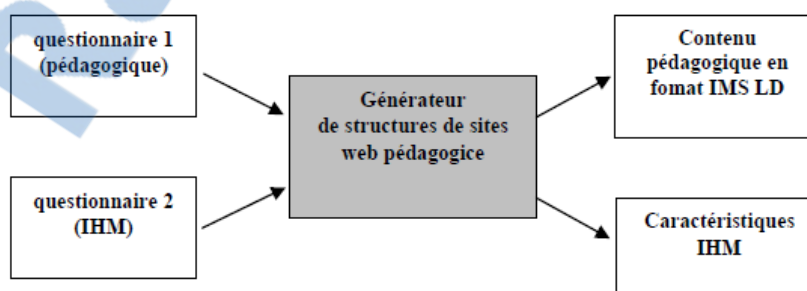 questionnaire 1
(pédagogique)
Générateur
de structures de sites
web pédagogice
Contenu
pédagogique en
fomat IMS LD
questionnaire 2
(IHM)
Caractéristiques
IHM